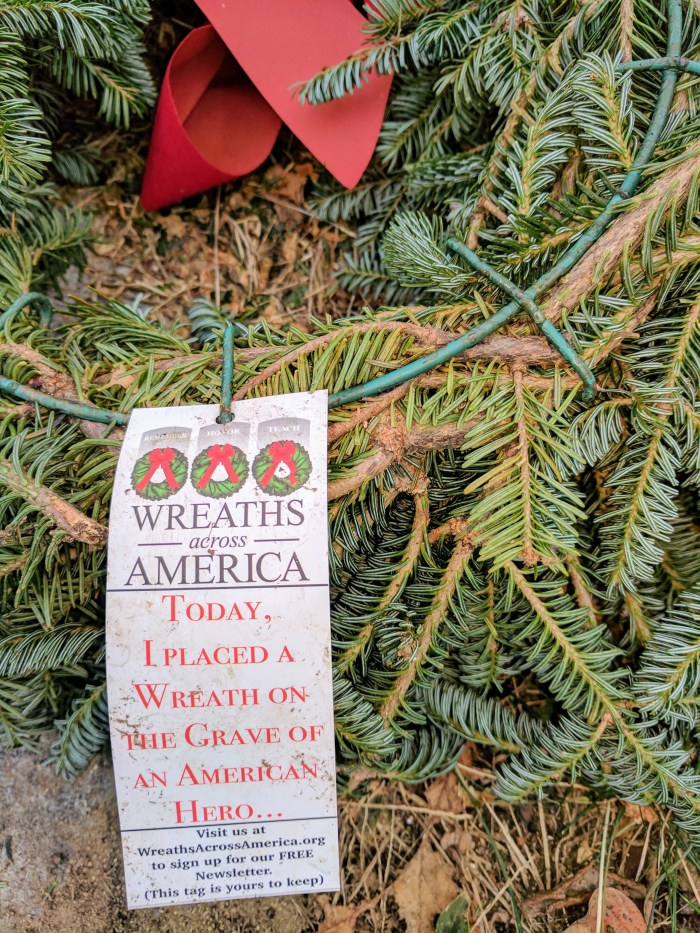 REMEMBER HONOR TEACH
WREATHS
across
AMERICA
TODAY,
I PLACED A
WREATH ON
THE GRAVE OF
AN AMERICAN
HERO...
Visit us at
WreathsAcrossAmerica.org
to sign up for our FREE
Newsletter.
(This tag is yours to keep)